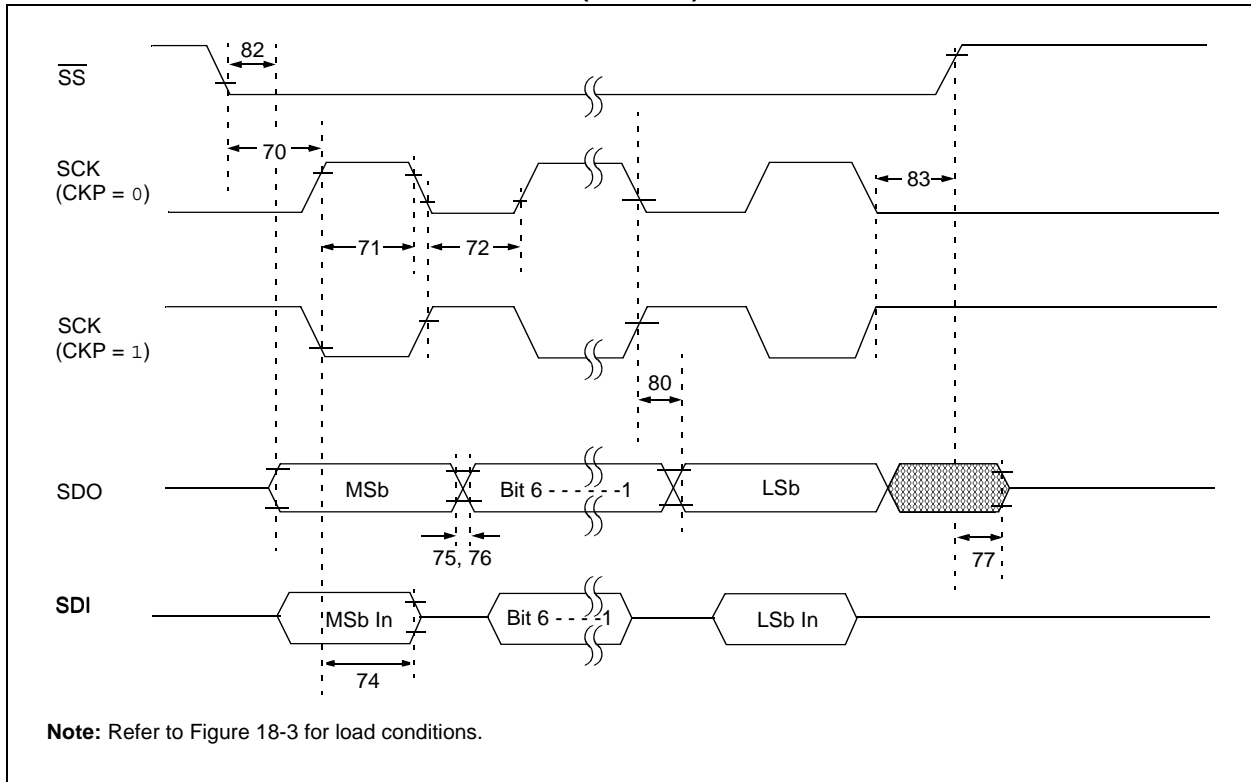 82
SS
70
SCK
(CKP = 0)
83
71
72
SCK
(CKP = 1)
80
SDO
MSb
Bit 6 - - - - - - -1
LSb
75, 76
77
SDI
MSb In
Bit 6 - - - -1
LSb In
74
Note: Refer to Figure 18-3 for load conditions.